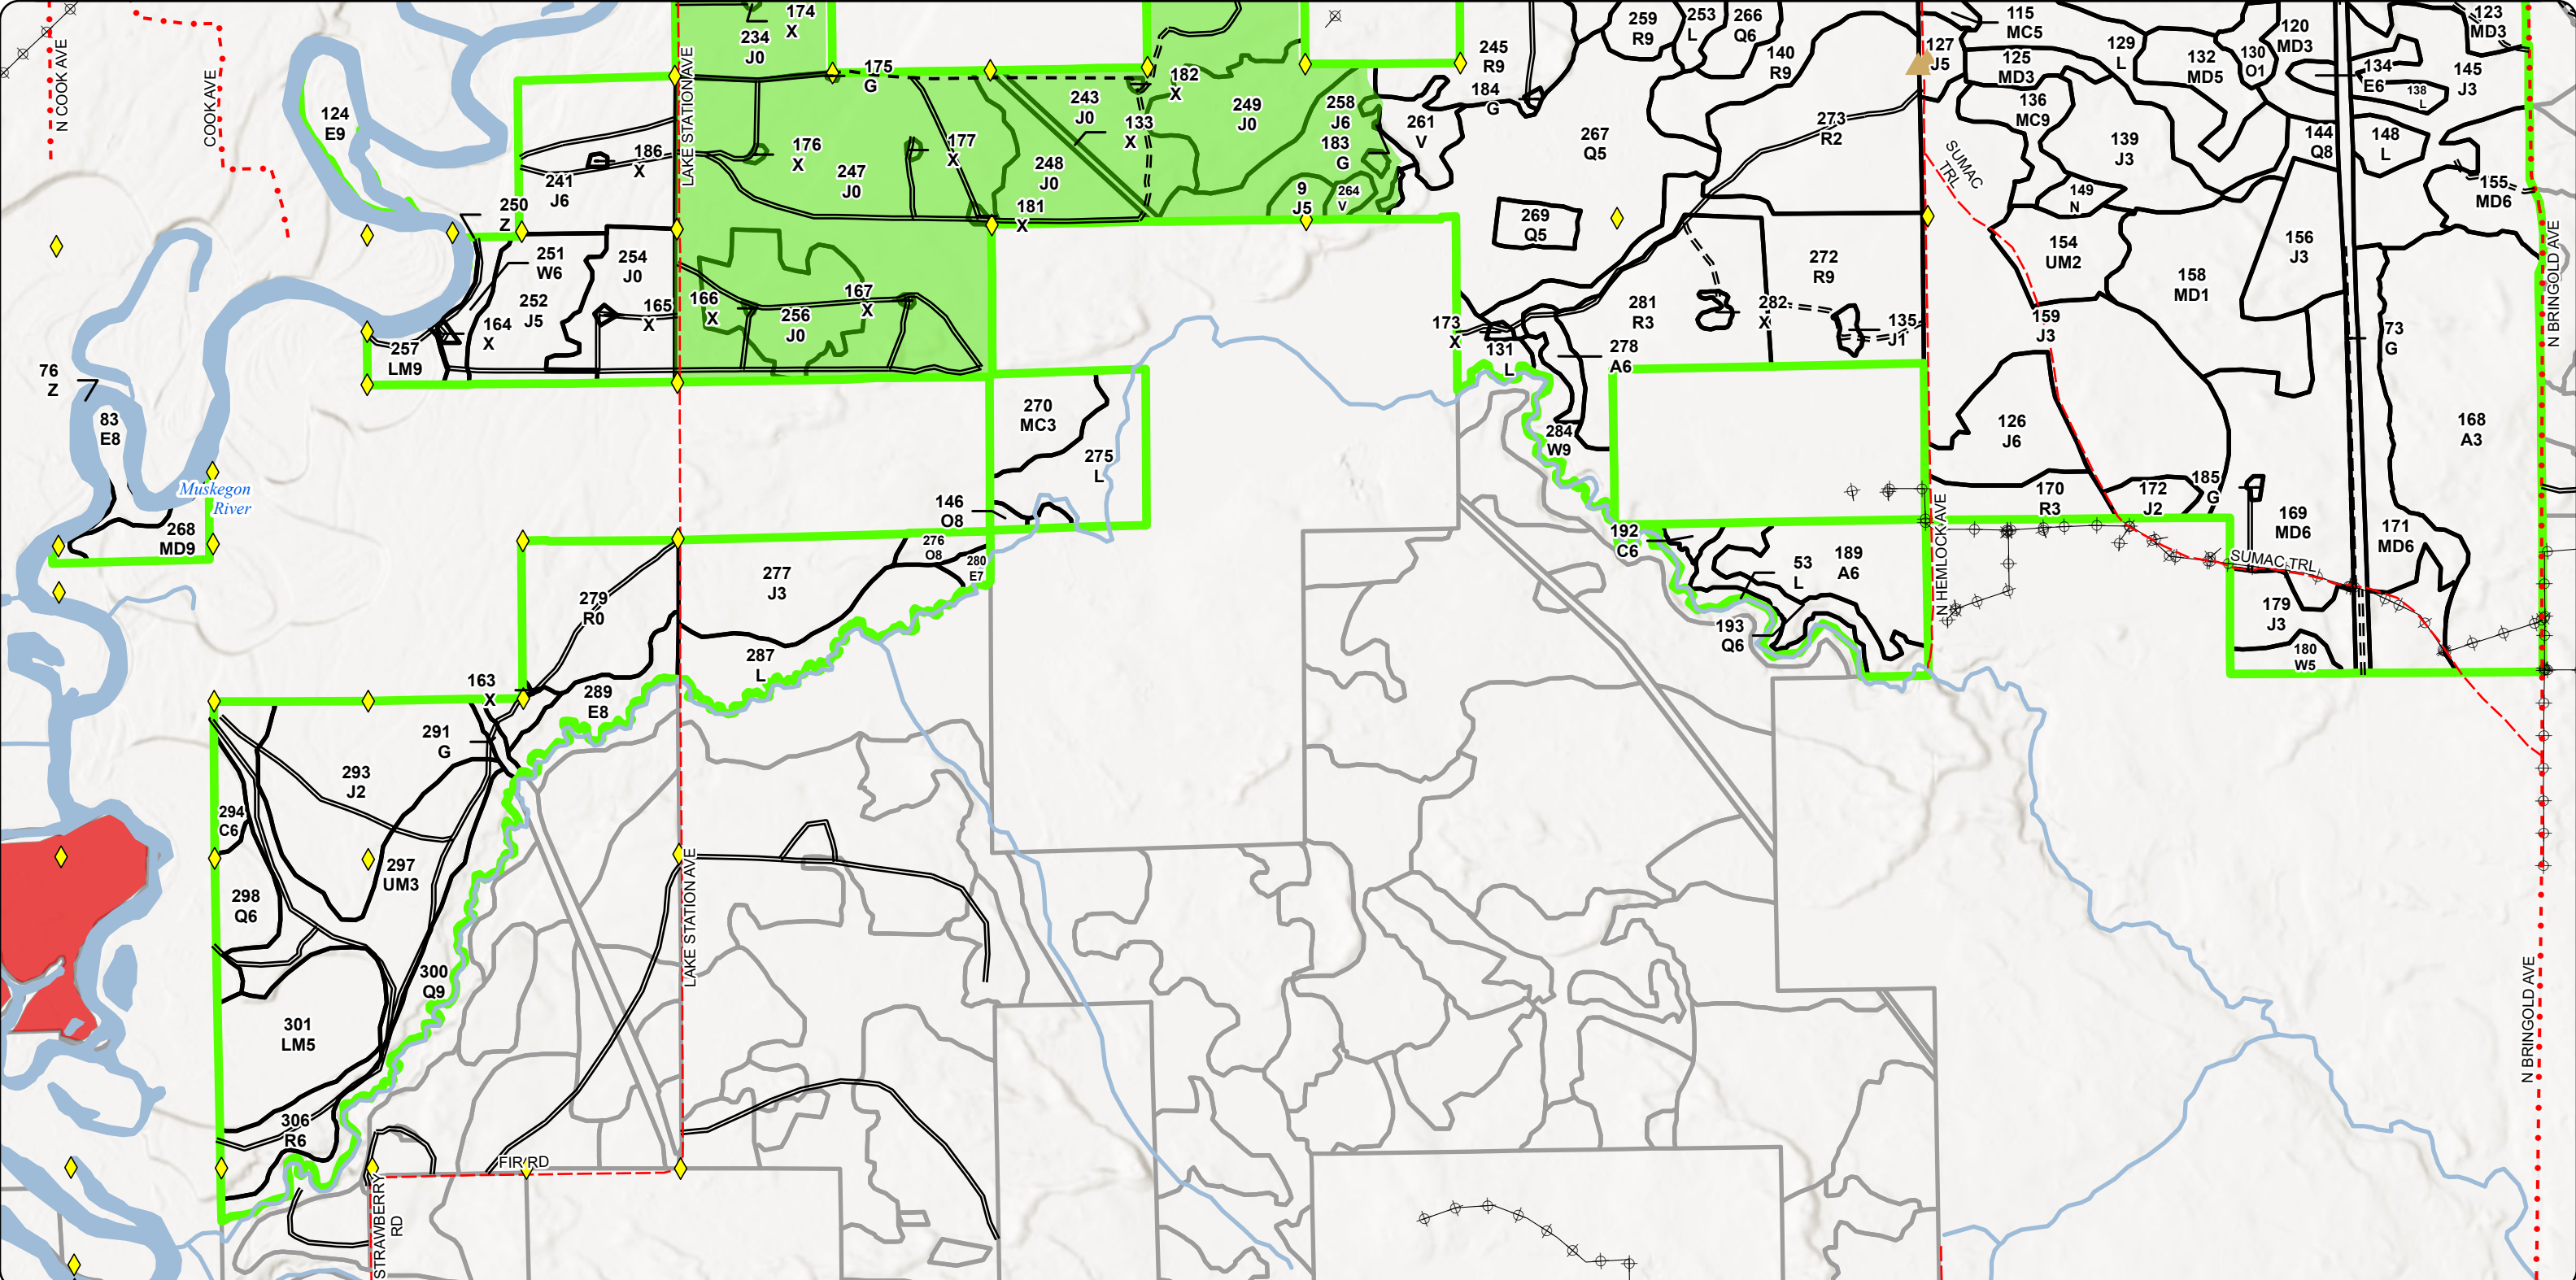 174
X
234
J0
259
R9
253
L
266
Q6
115
MC5
120
MD3
123
MD3
N COOK AVE
COOK AVE
124
E9
LAKE STATION AVE
175
G
182
X
245
R9
184
G
140
R9
127
J5
125
MD3
129
L
132
MD5
130
O1
134
E6
138
L
145
J3
186
X
241
J6
176
X
247
J0
177
X
243
J0
133
X
248
J0
249
J0
258
J6
183
G
261
V
9
J5
264
V
181
X
267
Q5
273
R2
136
MC9
139
J3
144
Q8
148
L
149
N
155
MD6
SUMAC
TRL
250
Z
251
W6
252
J5
254
J0
164
X
165
X
257
LM9
166
X
167
X
256
J0
269
Q5
272
R9
281
R3
282
X
135
J1
173
X
131
L
278
A6
154
UM2
158
MD1
156
J3
159
J3
73
G
N BRINGOLD AVE
76
Z
83
E8
268
MD9
Muskegon
River
270
MC3
275
L
146
O8
276
O8
280
E7
277
J3
279
R0
287
L
289
E8
163
X
291
G
284
W9
192
C6
53
L
189
A6
193
Q6
N HEMLOCK AVE
126
J6
170
R3
172
J2
185
G
168
A3
169
MD6
171
MD6
SUMAC TRL
179
J3
180
W5
293
J2
294
C6
297
UM3
298
Q6
300
Q9
301
LM5
306
R6
LAKE STATION AVE
FIR RD
STRAWBERRY
RD
N BRINGOLD AVE